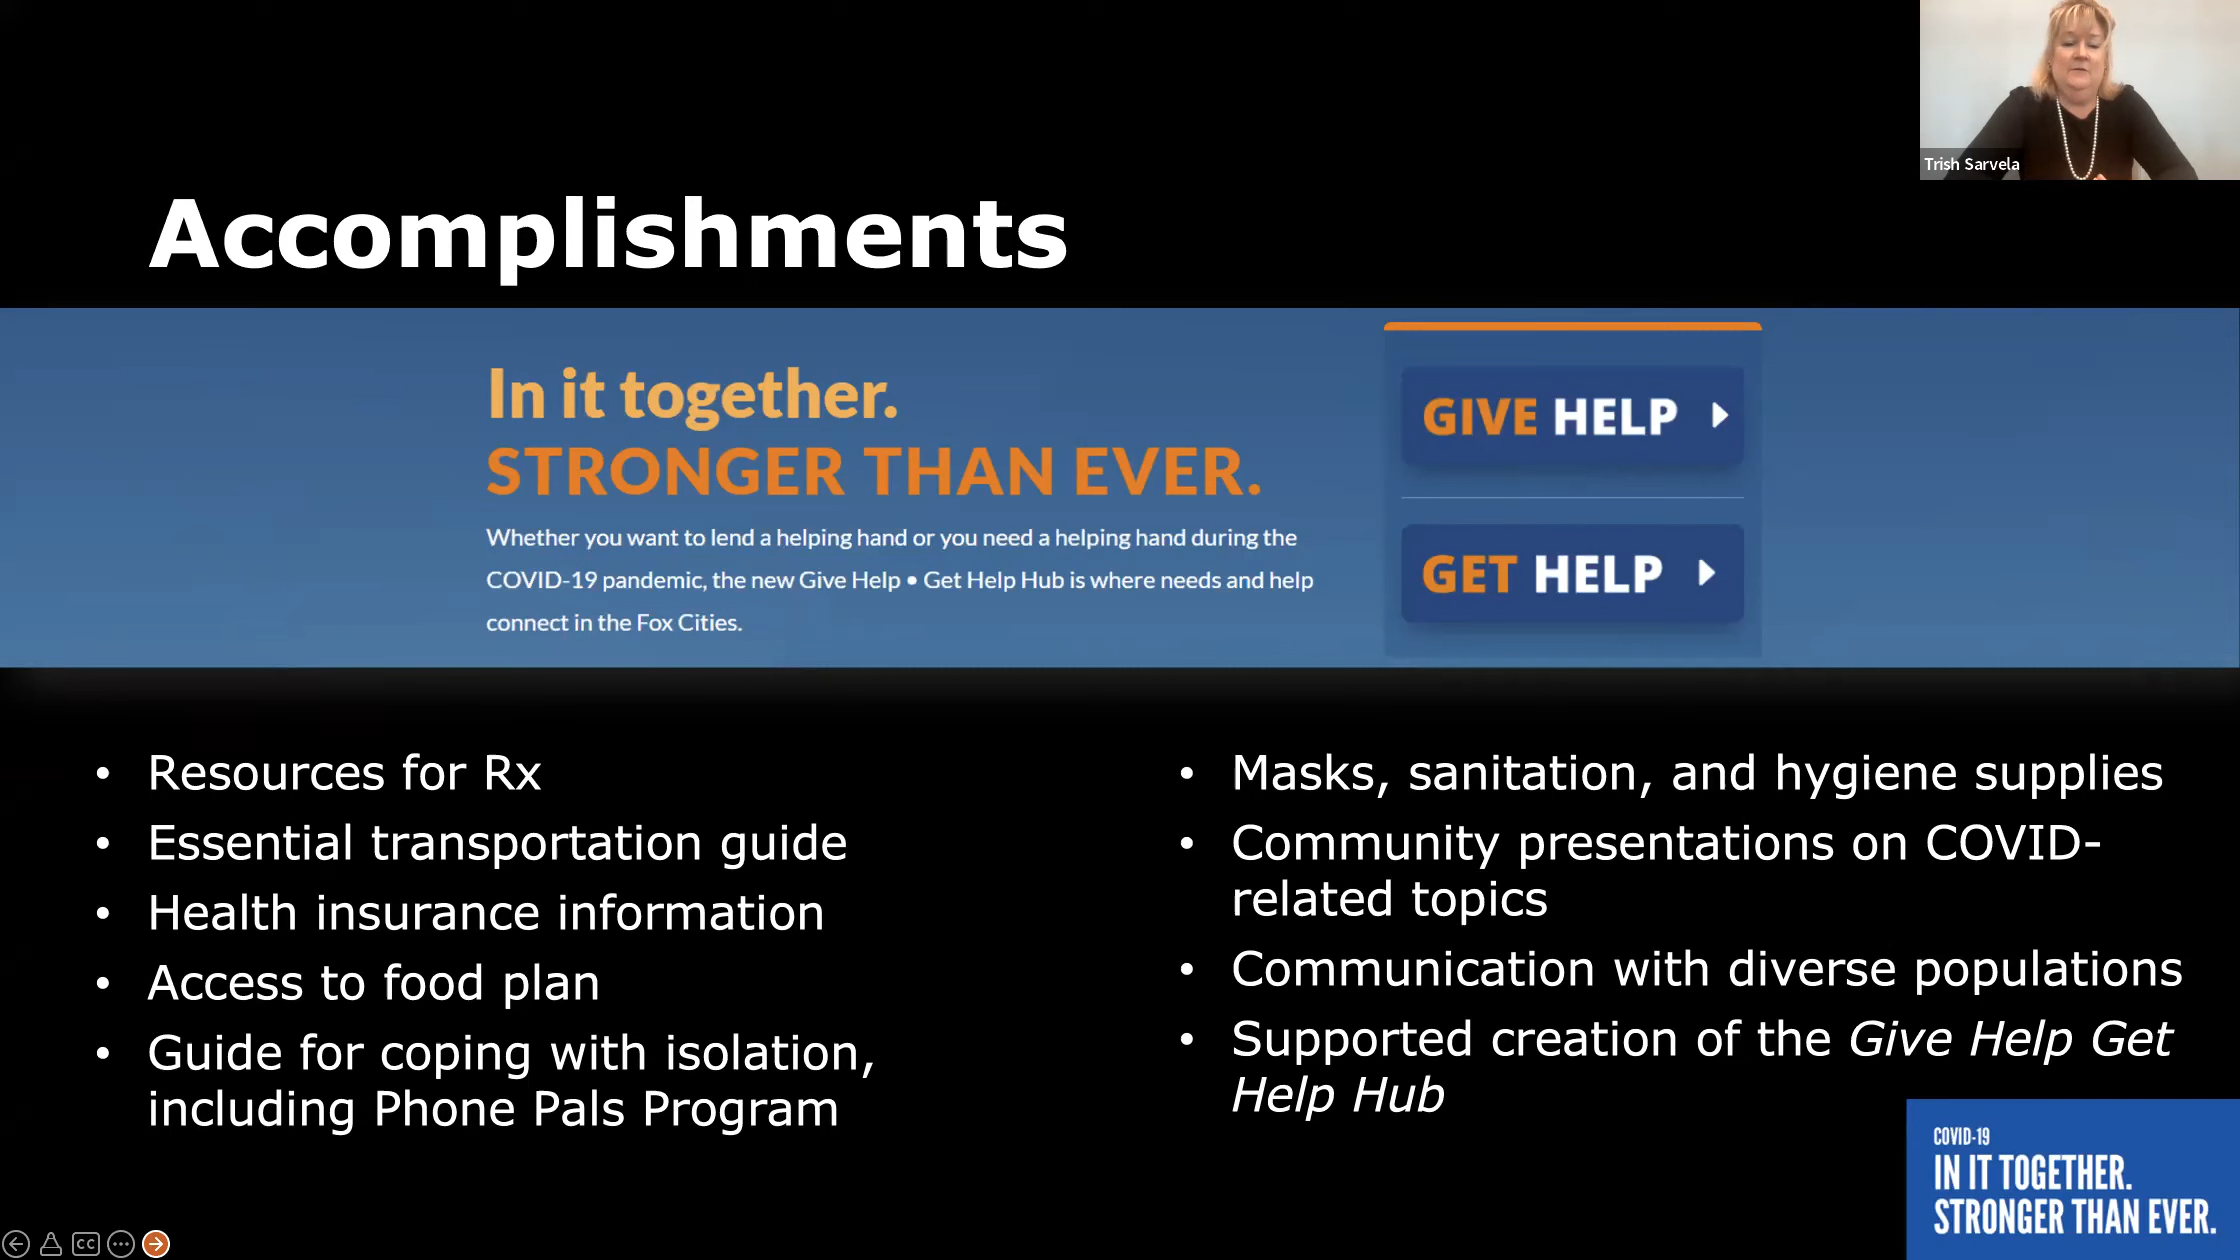 Trish Sarvela
Accomplishments
In it together.
STRONGER THAN EVER.
Whether you want to lend a helping hand or you need a helping hand during the
COVID-19 pandemic, the new Give Help • Get Help Hub is where needs and help
connect in the Fox Cities.
GIVE HELP
GET HELP
• Resources for Rx
• Essential transportation guide
• Health insurance information
• Access to food plan
• Guide for coping with isolation,
including Phone Pals Program
• Masks, sanitation, and hygiene supplies
• Community presentations on COVID-
related topics
• Communication with diverse populations
• Supported creation of the Give Help Get
Help Hub
COVID-19
IN IT TOGETHER.
STRONGER THAN EVER.
CC